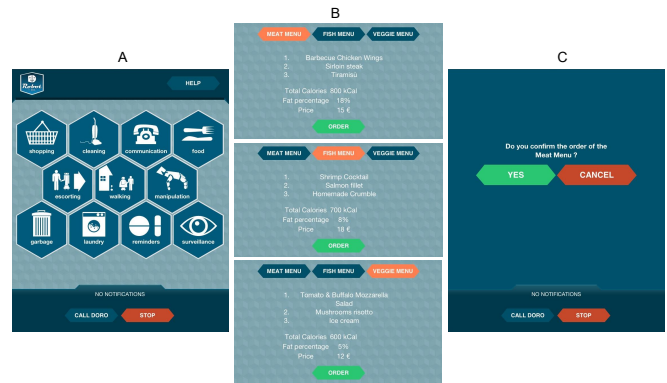 A
Robot
HELP
shopping
cleaning
communication
food
escorting
walking
manipulation
garbage
laundry
reminders
surveillance
NO NOTIFICATIONS
CALL DORO
STOP
B
MEAT MENU
FISH MENU
VEGGIE MENU
1. Barbecue Chicken Wings
2. Sirloin steak
3. Tiramisù
Total Calories 800 kCal
Fat percentage 18%
Price 15 €
ORDER
MEAT MENU
FISH MENU
VEGGIE MENU
1. Shrimp Cocktail
2. Salmon fillet
3. Homemade Crumble
Total Calories 700 kCal
Fat percentage 8%
Price 18 €
ORDER
MEAT MENU
FISH MENU
VEGGIE MENU
1. Tomato & Buffalo Mozzarella
Salad
2. Mushrooms risotto
3. Ice cream
Total Calories 600 kCal
Fat percentage 5%
Price 12 €
ORDER
C
Do you confirm the order of the
Meat Menu ?
YES
CANCEL
NO NOTIFICATIONS
CALL DORO
STOP